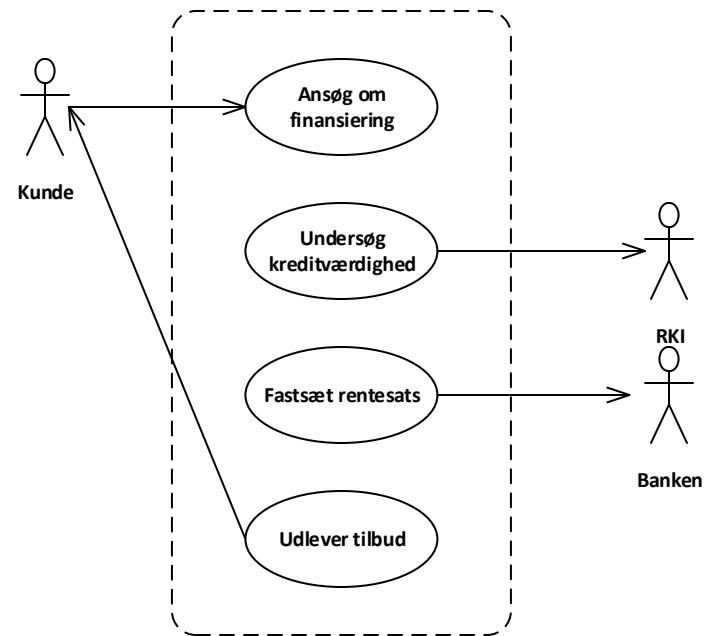 Ansøg om
finansiering
Kunde
Undersøg
kreditværdighed
RKI
Fastsæt rentesats
Banken
Udlever tilbud